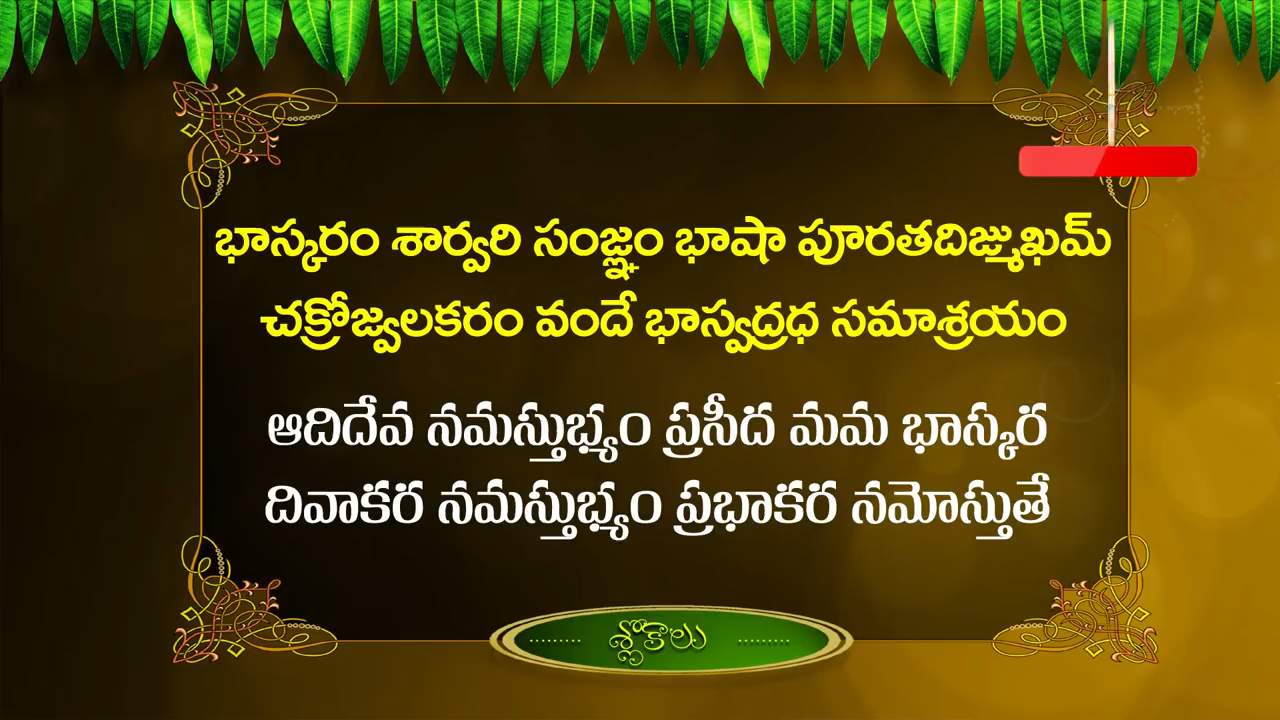 భాస్కరం శార్వరి సంజ్ఞం భాషా పూరతదిఙ్ముఖమ్
చక్రోజ్వలకరం వందే భాస్వద్రధ సమాశ్రయం
ఆదిదేవ నమస్తుభ్యం ప్రసీద మమ భాస్కర
దివాకర నమస్తుభ్యం ప్రభాకర నమోస్తుతే
శ్లోకాలు